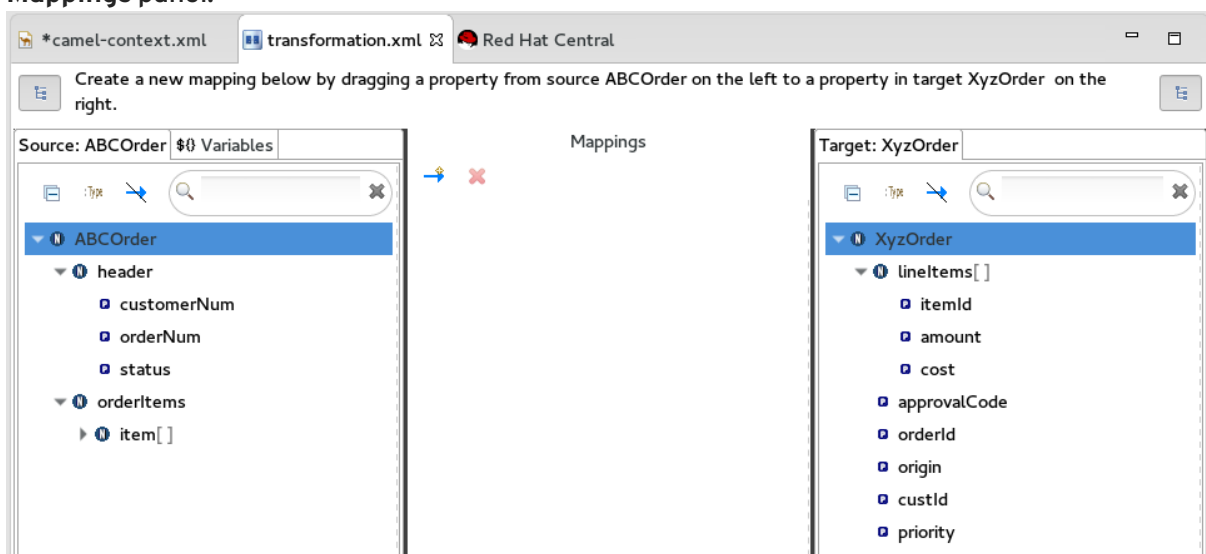 Mappings panel.
*camel-context.xml transformation.xml Red Hat Central
Create a new mapping below by dragging a property from source ABCOrder on the left to a property in target XyzOrder on the
right.
Source: ABCOrder ${} Variables
Mappings
Target: XyzOrder
:Type
:Type
ABCOrder
header
customerNum
orderNum
status
orderItems
item[ ]
XyzOrder
lineItems[ ]
itemId
amount
cost
approvalCode
orderId
origin
custId
priority